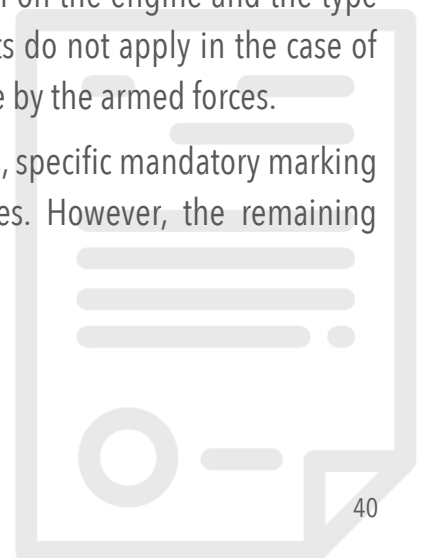 on the engine and the type
ts do not apply in the case of
e by the armed forces.
, specific mandatory marking
es. However, the remaining
40